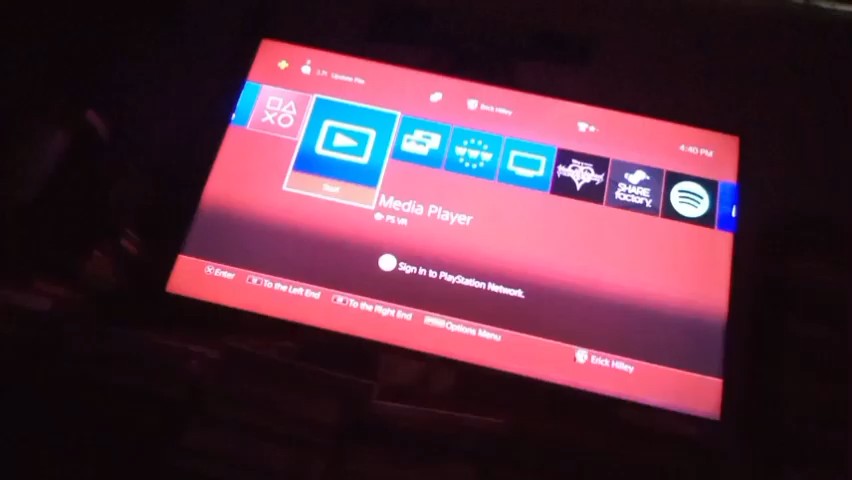 Erick Hilley
4:40 PM
Start
Media Player
PS VR
SHARE
factory
Sign in to PlayStation Network.
Enter
To the Left End
To the Right End
Options Menu
Erick Hilley